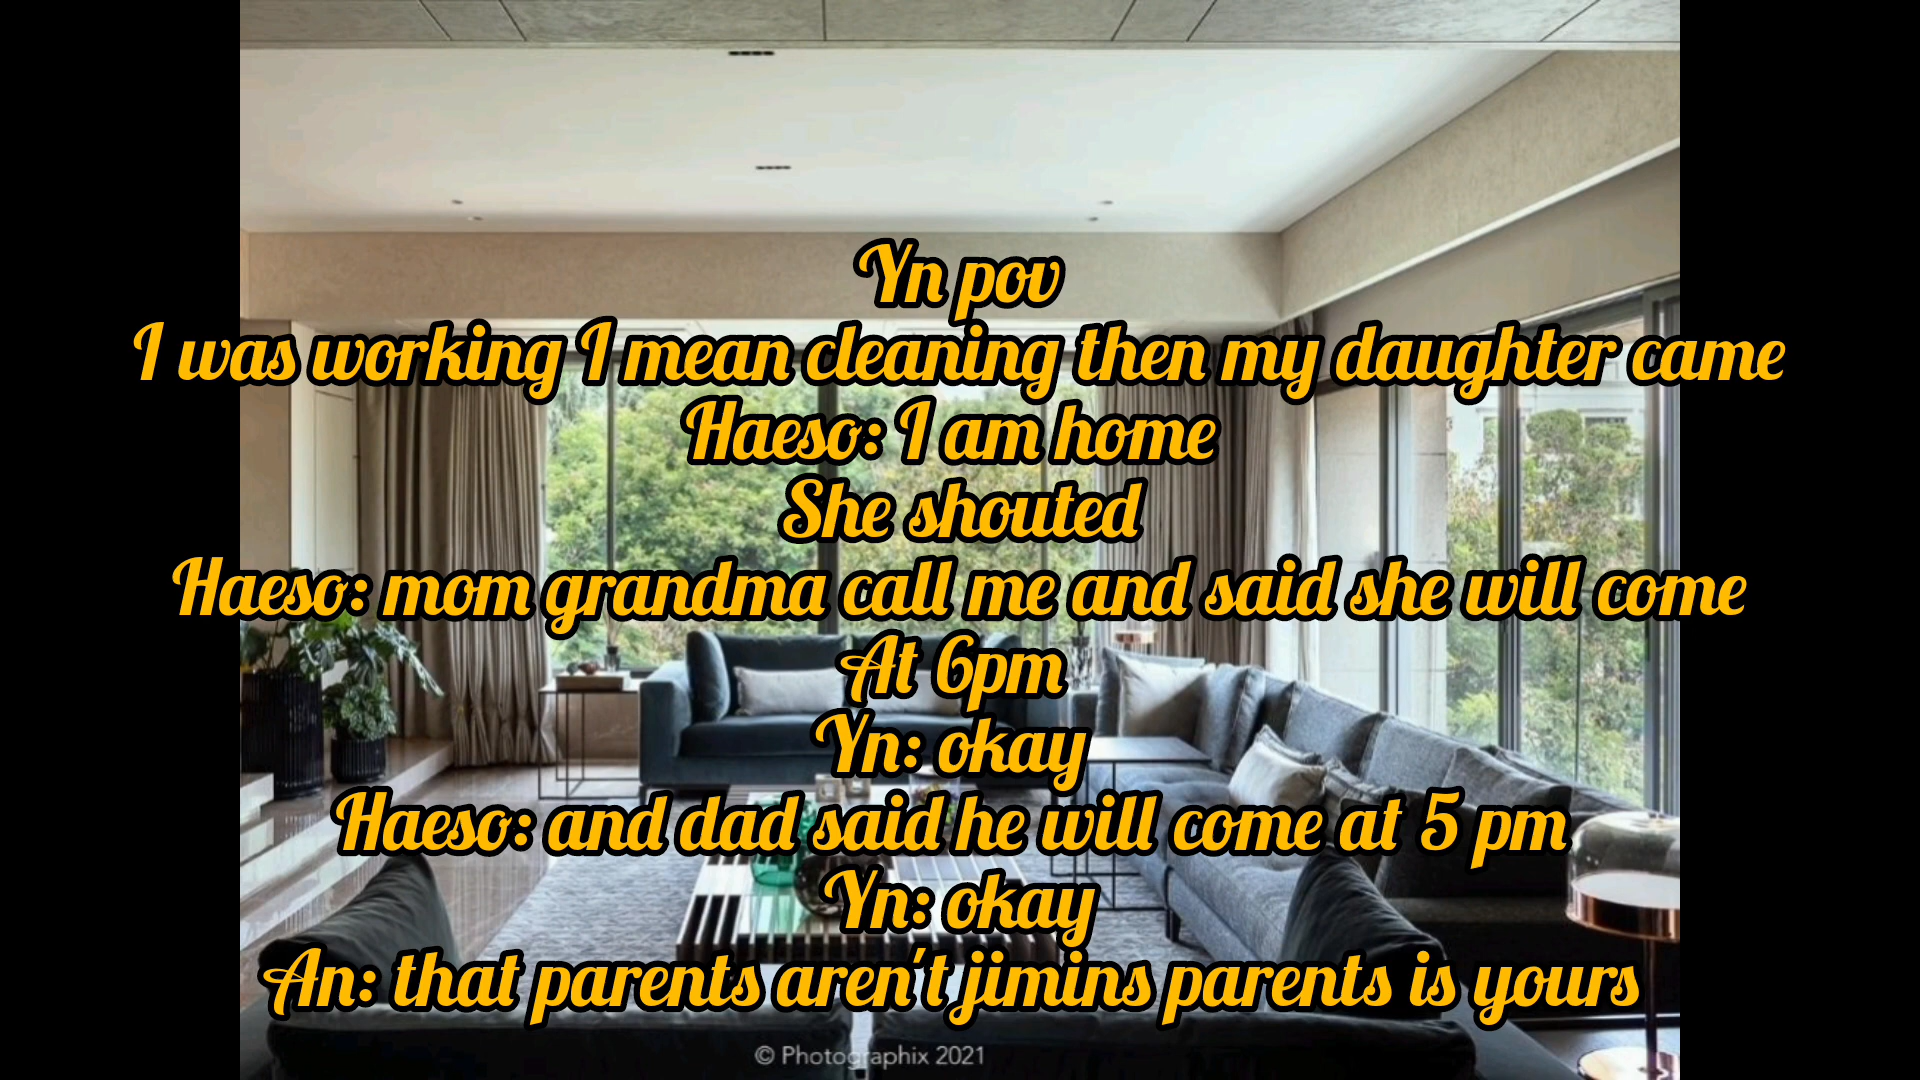 Yn pov
I was working I mean cleaning then my daughter came
Haeso: I am home
She shouted
Haeso: mom grandma call me and said she will come
At 6pm
Yn: okay
Haeso: and dad said he will come at 5 pm
Yn: okay
An: that parents aren't jimins parents is yours
© Photographix 2021